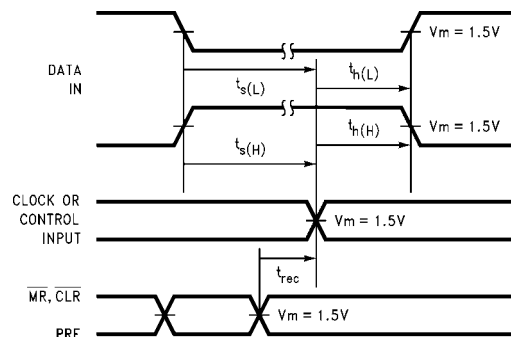 Vm = 1.5V
DATA
IN
ts(L)
th(L)
Vm = 1.5V
ts(H)
th(H)
CLOCK OR
CONTROL
INPUT
Vm = 1.5V
trec
MR, CLR
Vm = 1.5V
PRE